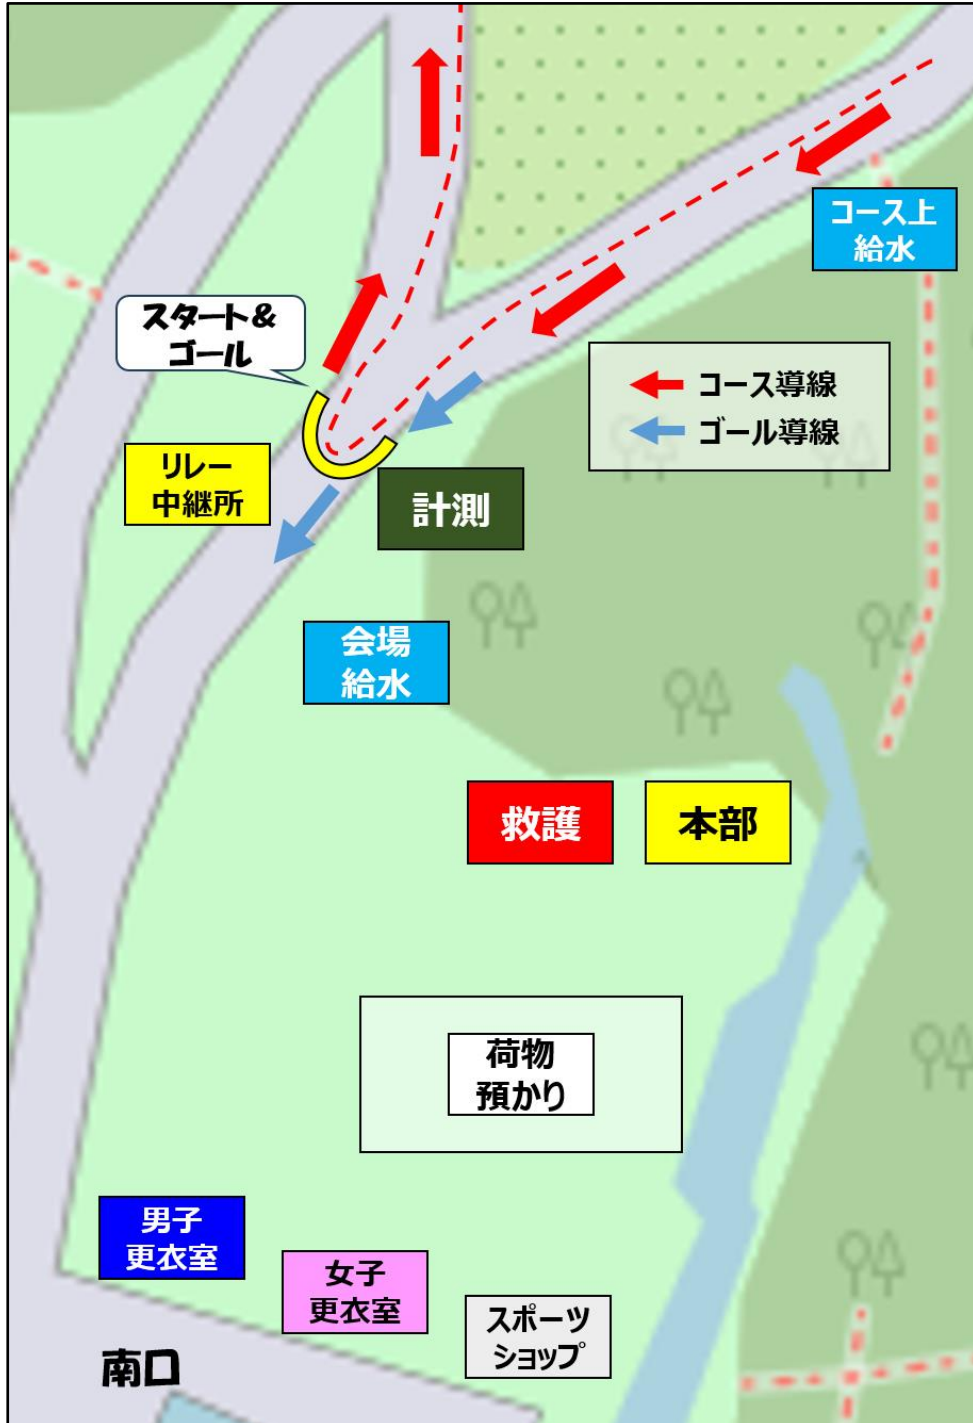 コース上
給水
スタート&
ゴール
コース導線
ゴール導線
リレー
中継所
計測
会場
給水
救護
本部
荷物
預かり
男子
更衣室
女子
更衣室
スポーツ
ショップ
南口